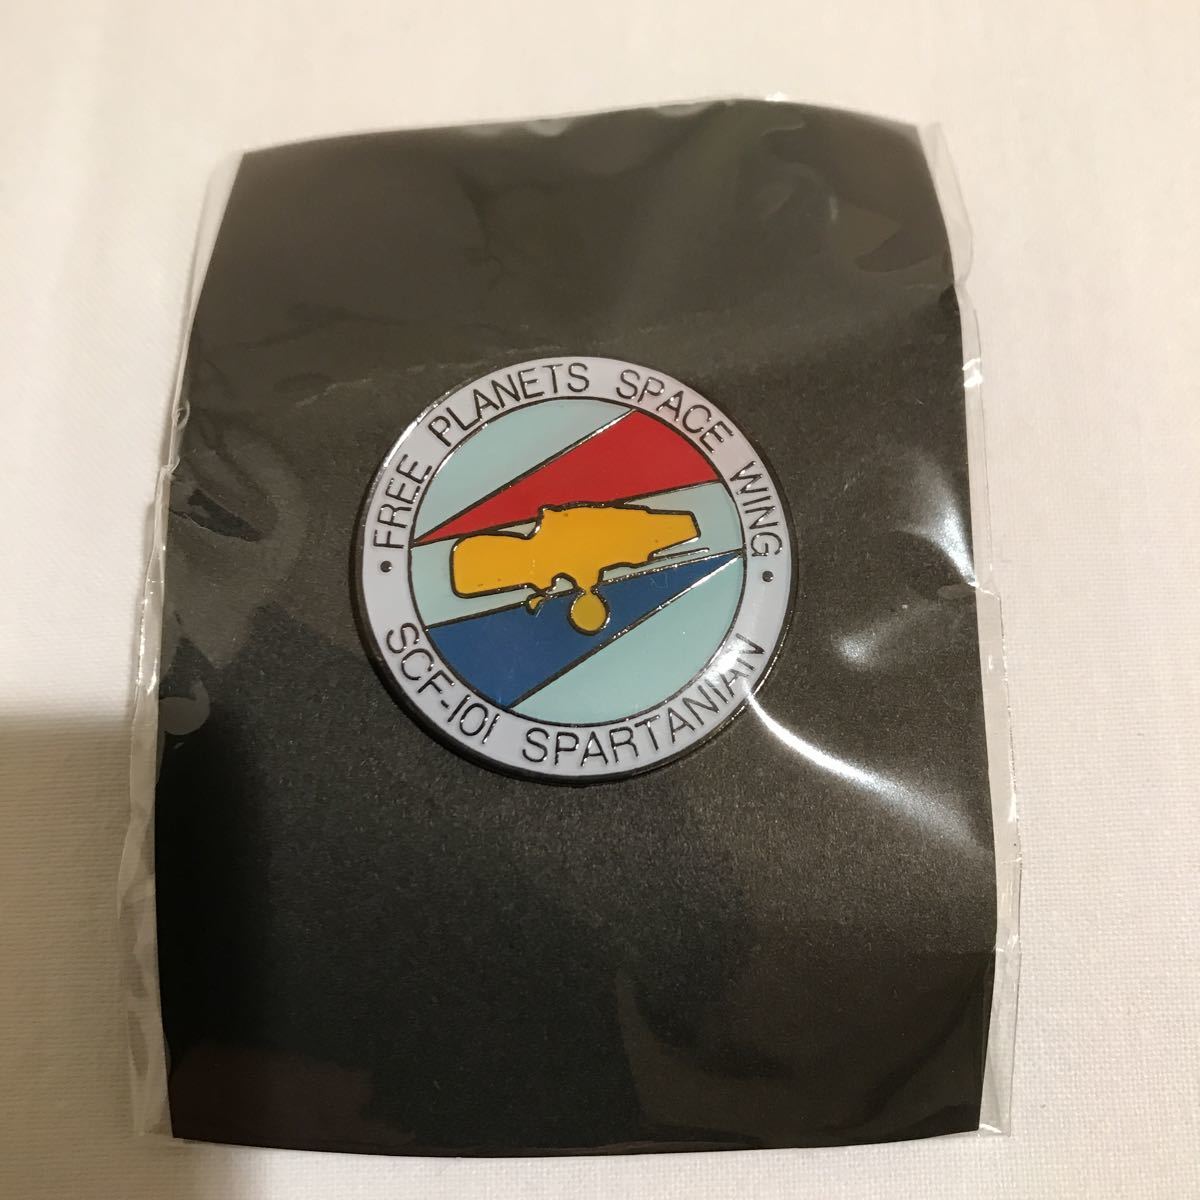 • FREE PLANETS SPACE WING •
SCF-101 SPARTANIAN